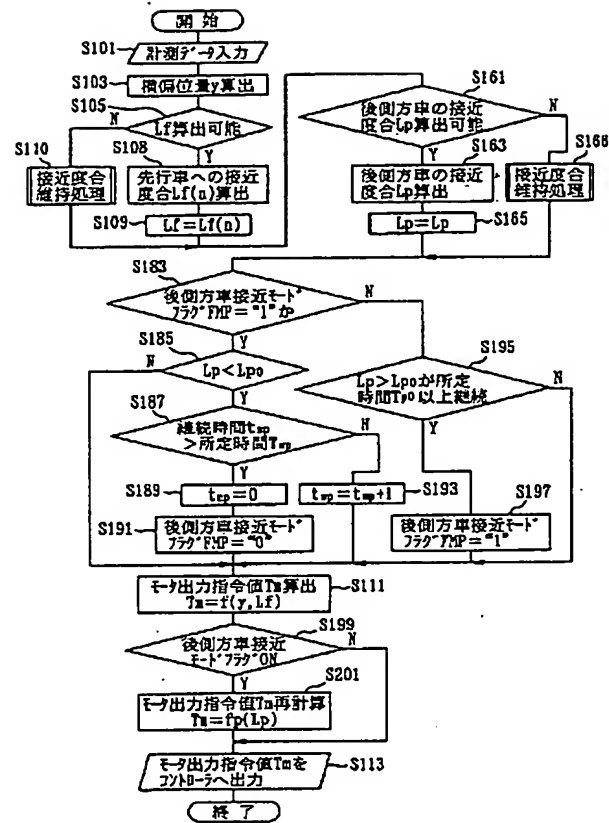 開始
S101
計測データ入力
S103
横偏位量y算出
S105
Lf算出可能
N
Y
S110
接近度合
維持処理
S108
先行車への接近
度合Lf(n)算出
S109
Lf=Lf(n)
S161
後側方車の接近
度合Lp算出可能
N
Y
S163
後側方車の接近
度合Lp算出
S166
接近度合
維持処理
Lp=Lp
S165
S183
後側方車接近モード
フラグFMP="1"か
N
Y
S185
N
Lp<Lpo
Y
S187
継続時間tmp
>所定時間Tmp
N
Y
S189
tmp=0
tmp=tmp+1
S193
S191
後側方車接近モード
フラグFMP="0"
S195
Lp>Lpoが所定
時間Tpo以上継続
N
Y
S197
後側方車接近モード
フラグFMP="1"
モータ出力指令値Tm算出
Tm=f(y,Lf)
S111
S199
後側方車接近
モードフラグON
N
Y
S201
モータ出力指令値Tm再計算
Tm=fp(Lp)
モータ出力指令値Tmを
コントローラへ出力
S113
終了